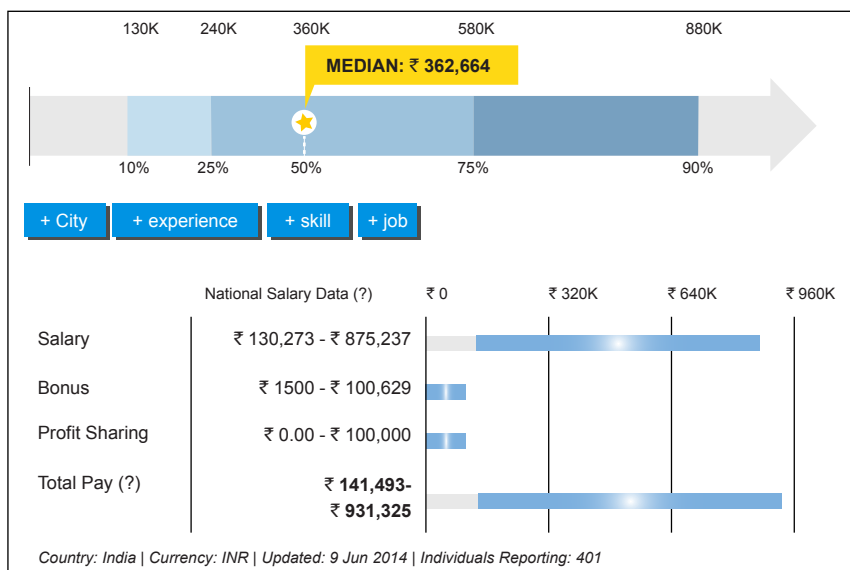 130K 240K 360K 580K 880K
MEDIAN: ₹ 362,664
10% 25% 50% 75% 90%
+ City + experience + skill + job
National Salary Data (?) ₹ 0 ₹ 320K ₹ 640K ₹ 960K
Salary ₹ 130,273 - ₹ 875,237
Bonus ₹ 1500 - ₹ 100,629
Profit Sharing ₹ 0.00 - ₹ 100,000
Total Pay (?) ₹ 141,493-
₹ 931,325
Country: India | Currency: INR | Updated: 9 Jun 2014 | Individuals Reporting: 401